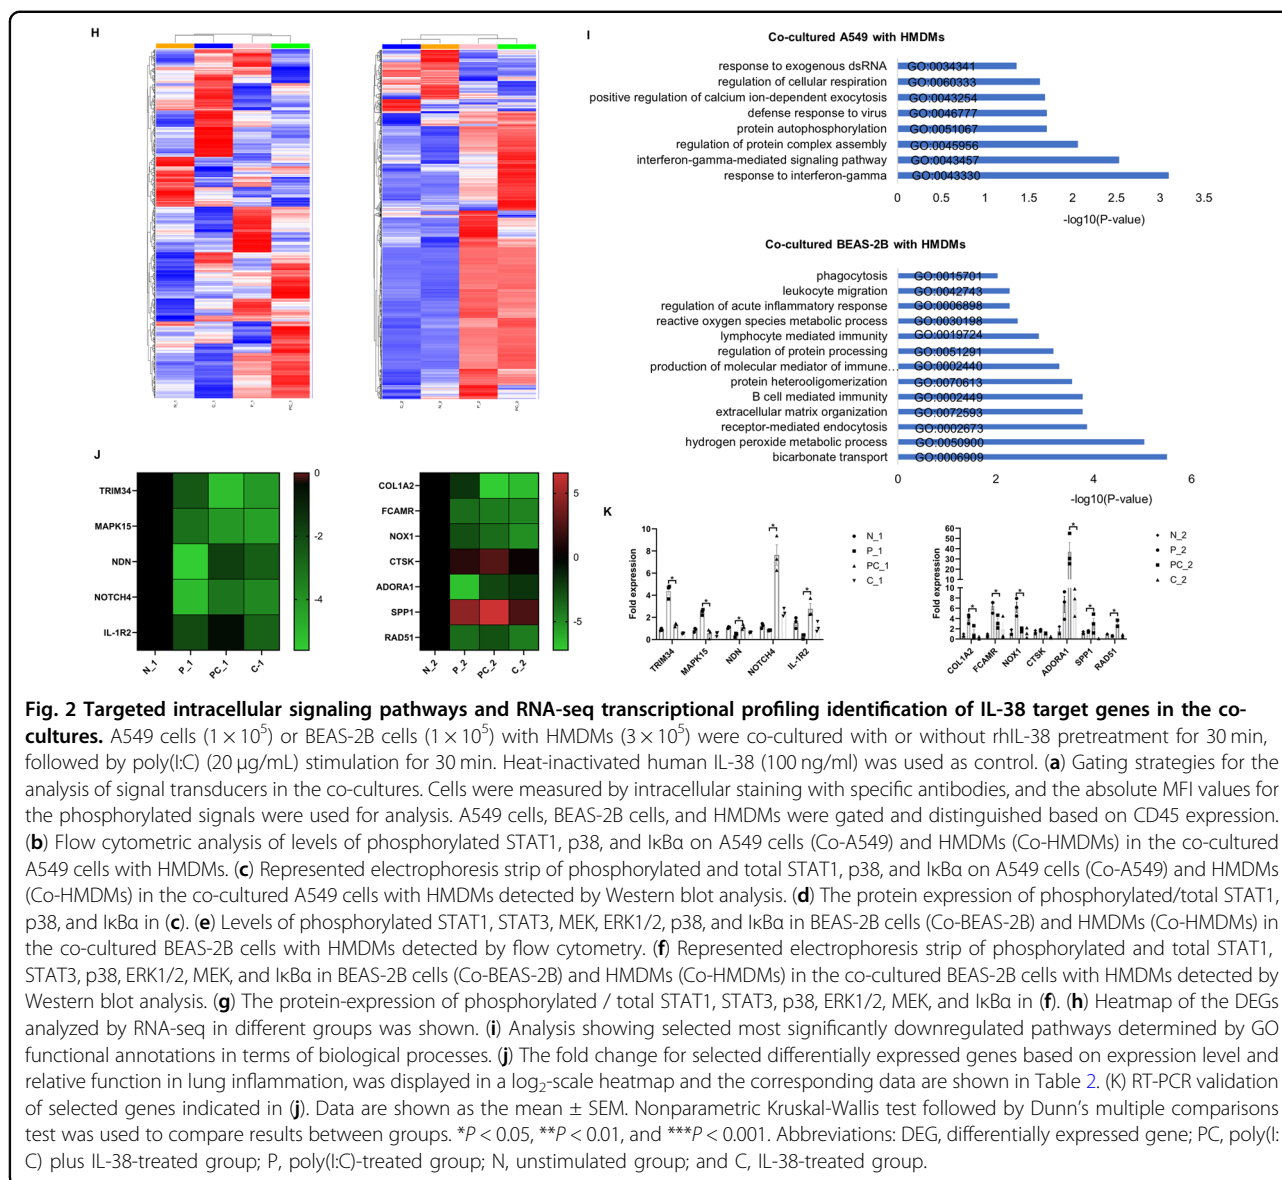 H
N_1 C_1 P_1 PC_1
C_2 N_2 P_2 PC_2
I
Co-cultured A549 with HMDMs
response to exogenous dsRNA GO:0034341
regulation of cellular respiration GO:0060333
positive regulation of calcium ion-dependent exocytosis GO:0043254
defense response to virus GO:0046777
protein autophosphorylation GO:0051067
regulation of protein complex assembly GO:0045956
interferon-gamma-mediated signaling pathway GO:0043457
response to interferon-gamma GO:0043330
0 0.5 1 1.5 2 2.5 3 3.5
-log10(P-value)
Co-cultured BEAS-2B with HMDMs
phagocytosis GO:0015701
leukocyte migration GO:0042743
regulation of acute inflammatory response GO:0006898
reactive oxygen species metabolic process GO:0030198
lymphocyte mediated immunity GO:0019724
regulation of protein processing GO:0051291
production of molecular mediator of immune… GO:0002440
protein heterooligomerization GO:0070613
B cell mediated immunity GO:0002449
extracellular matrix organization GO:0072593
receptor-mediated endocytosis GO:0002673
hydrogen peroxide metabolic process GO:0050900
bicarbonate transport GO:0006909
0 2 4 6
-log10(P-value)
J
TRIM34
MAPK15
NDN
NOTCH4
IL-1R2
N_1 P_1 PC_1 C-1
0
-2
-4
COL1A2
FCAMR
NOX1
CTSK
ADORA1
SPP1
RAD51
N_2 P_2 PC_2 C_2
5
0
-5
K
Fold expression
10
8
6
4
2
0
* * * * *
TRIM34 MAPK15 NDN NOTCH4 IL-1R2
N_1
P_1
PC_1
C_1
Fold expression
60
50
40
30
20
10
8
6
4
2
0
* * * * * *
COL1A2 FCAMR NOX1 CTSK ADORA1 SPP1 RAD51
N_2
P_2
PC_2
C_2
Fig. 2 Targeted intracellular signaling pathways and RNA-seq transcriptional profiling identification of IL-38 target genes in the co-
cultures. A549 cells (1 × 10⁵) or BEAS-2B cells (1 × 10⁵) with HMDMs (3 × 10⁵) were co-cultured with or without rhIL-38 pretreatment for 30 min,
followed by poly(I:C) (20 μg/mL) stimulation for 30 min. Heat-inactivated human IL-38 (100 ng/ml) was used as control. (a) Gating strategies for the
analysis of signal transducers in the co-cultures. Cells were measured by intracellular staining with specific antibodies, and the absolute MFI values for
the phosphorylated signals were used for analysis. A549 cells, BEAS-2B cells, and HMDMs were gated and distinguished based on CD45 expression.
(b) Flow cytometric analysis of levels of phosphorylated STAT1, p38, and IκBα on A549 cells (Co-A549) and HMDMs (Co-HMDMs) in the co-cultured
A549 cells with HMDMs. (c) Represented electrophoresis strip of phosphorylated and total STAT1, p38, and IκBα on A549 cells (Co-A549) and HMDMs
(Co-HMDMs) in the co-cultured A549 cells with HMDMs detected by Western blot analysis. (d) The protein expression of phosphorylated/total STAT1,
p38, and IκBα in (c). (e) Levels of phosphorylated STAT1, STAT3, MEK, ERK1/2, p38, and IκBα in BEAS-2B cells (Co-BEAS-2B) and HMDMs (Co-HMDMs) in
the co-cultured BEAS-2B cells with HMDMs detected by flow cytometry. (f) Represented electrophoresis strip of phosphorylated and total STAT1,
STAT3, p38, ERK1/2, MEK, and IκBα in BEAS-2B cells (Co-BEAS-2B) and HMDMs (Co-HMDMs) in the co-cultured BEAS-2B cells with HMDMs detected by
Western blot analysis. (g) The protein-expression of phosphorylated / total STAT1, STAT3, p38, ERK1/2, MEK, and IκBα in (f). (h) Heatmap of the DEGs
analyzed by RNA-seq in different groups was shown. (i) Analysis showing selected most significantly downregulated pathways determined by GO
functional annotations in terms of biological processes. (j) The fold change for selected differentially expressed genes based on expression level and
relative function in lung inflammation, was displayed in a log₂-scale heatmap and the corresponding data are shown in Table 2. (K) RT-PCR validation
of selected genes indicated in (j). Data are shown as the mean ± SEM. Nonparametric Kruskal-Wallis test followed by Dunn's multiple comparisons
test was used to compare results between groups. *P < 0.05, **P < 0.01, and ***P < 0.001. Abbreviations: DEG, differentially expressed gene; PC, poly(I:
C) plus IL-38-treated group; P, poly(I:C)-treated group; N, unstimulated group; and C, IL-38-treated group.